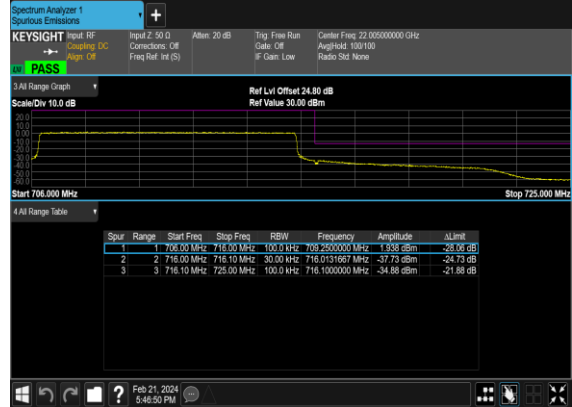 Spectrum Analyzer 1
Spurious Emissions
KEYSIGHT Input: RF Input Z: 50 Ω Atten: 20 dB Trig: Free Run Center Freq: 22.005000000 GHz
Coupling: DC Corrections: Off Gate: Off Avg|Hold: 100/100
Align: Off Freq Ref: Int (S) IF Gain: Low Radio Std: None
PASS
3 All Range Graph
Ref Lvl Offset 24.80 dB
Scale/Div 10.0 dB Ref Value 30.00 dBm
20.0
10.0
0.00
-10.0
-20.0
-30.0
-40.0
-50.0
-60.0
Start 706.000 MHz Stop 725.000 MHz
4 All Range Table
Spur Range Start Freq Stop Freq RBW Frequency Amplitude ΔLimit
1 1 706.00 MHz 716.00 MHz 100.0 kHz 709.2500000 MHz 1.938 dBm -28.06 dB
2 2 716.00 MHz 716.10 MHz 30.00 kHz 716.0131667 MHz -37.73 dBm -24.73 dB
3 3 716.10 MHz 725.00 MHz 100.0 kHz 716.1000000 MHz -34.88 dBm -21.88 dB
? Feb 21, 2024
5:46:50 PM